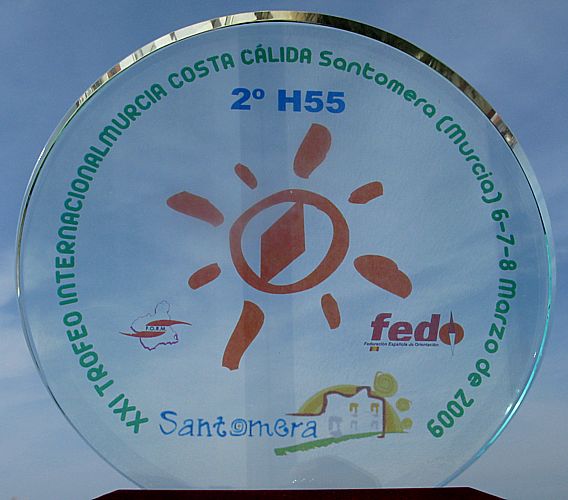 XXI TROFEO INTERNACIONAL MURCIA COSTA CÁLIDA Santomera (Murcia) 6-7-8 Marzo de 2009
2º H55
F.O.R.M.
fedo
Federación Española de Orientación
Santomera